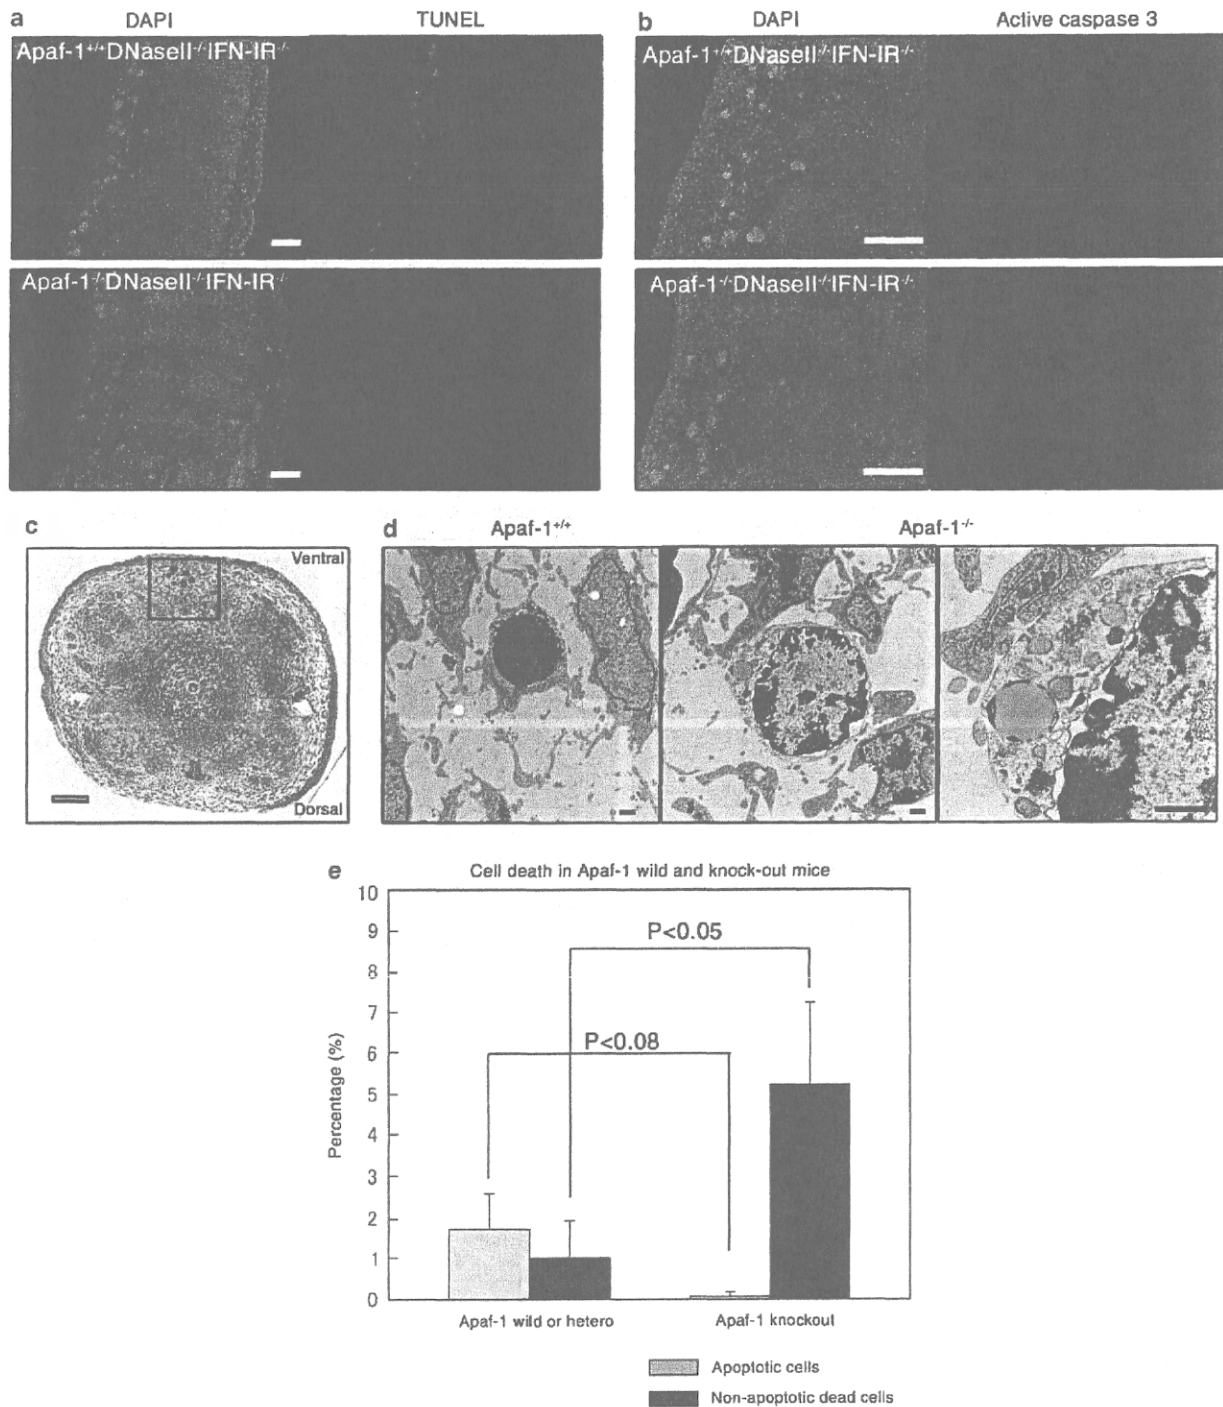 a
DAPI
TUNEL
Apaf-1+/+DNaseII-/-IFN-IR-/-
Apaf-1-/-DNaseII-/-IFN-IR-/-
b
DAPI
Active caspase 3
Apaf-1+/+DNaseII-/-IFN-IR-/-
Apaf-1-/-DNaseII-/-IFN-IR-/-
c
Ventral
Dorsal
d
Apaf-1+/+
Apaf-1-/-
e
Cell death in Apaf-1 wild and knock-out mice
Percentage (%)
10
9
8
7
6
5
4
3
2
1
0
P<0.05
P<0.08
Apaf-1 wild or hetero
Apaf-1 knockout
Apoptotic cells
Non-apoptotic dead cells